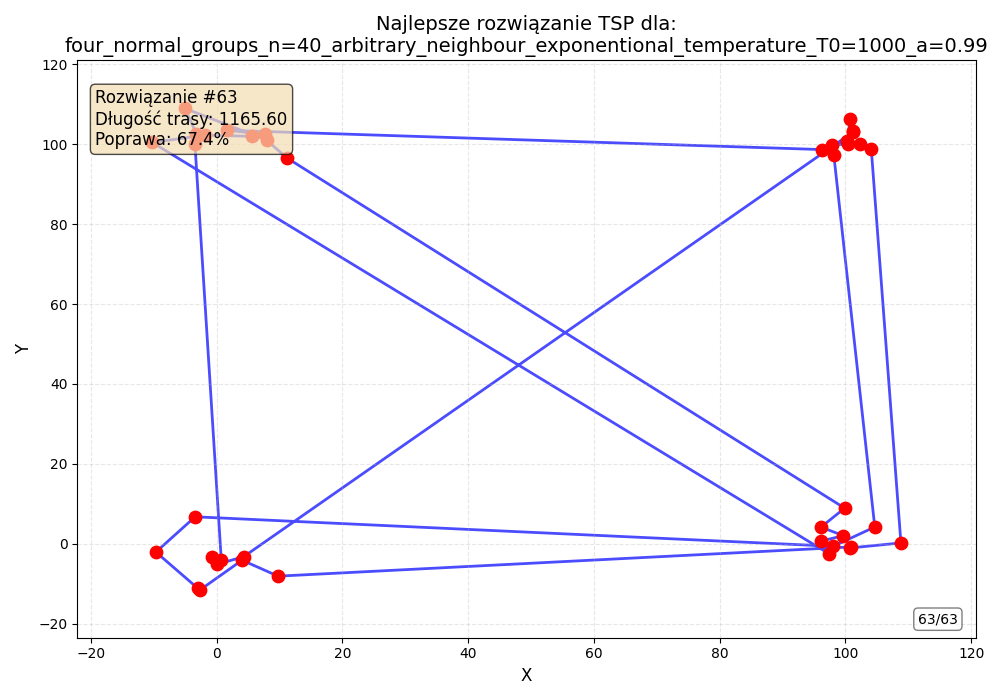 Najlepsze rozwiązanie TSP dla:
four_normal_groups_n=40_arbitrary_neighbour_exponential_temperature_T0=1000_a=0.99
Rozwiązanie #63
Długość trasy: 1165.60
Poprawa: 67.4%
120
100
80
60
40
20
0
−20
Y
63/63
−20
0
20
40
60
80
100
120
X